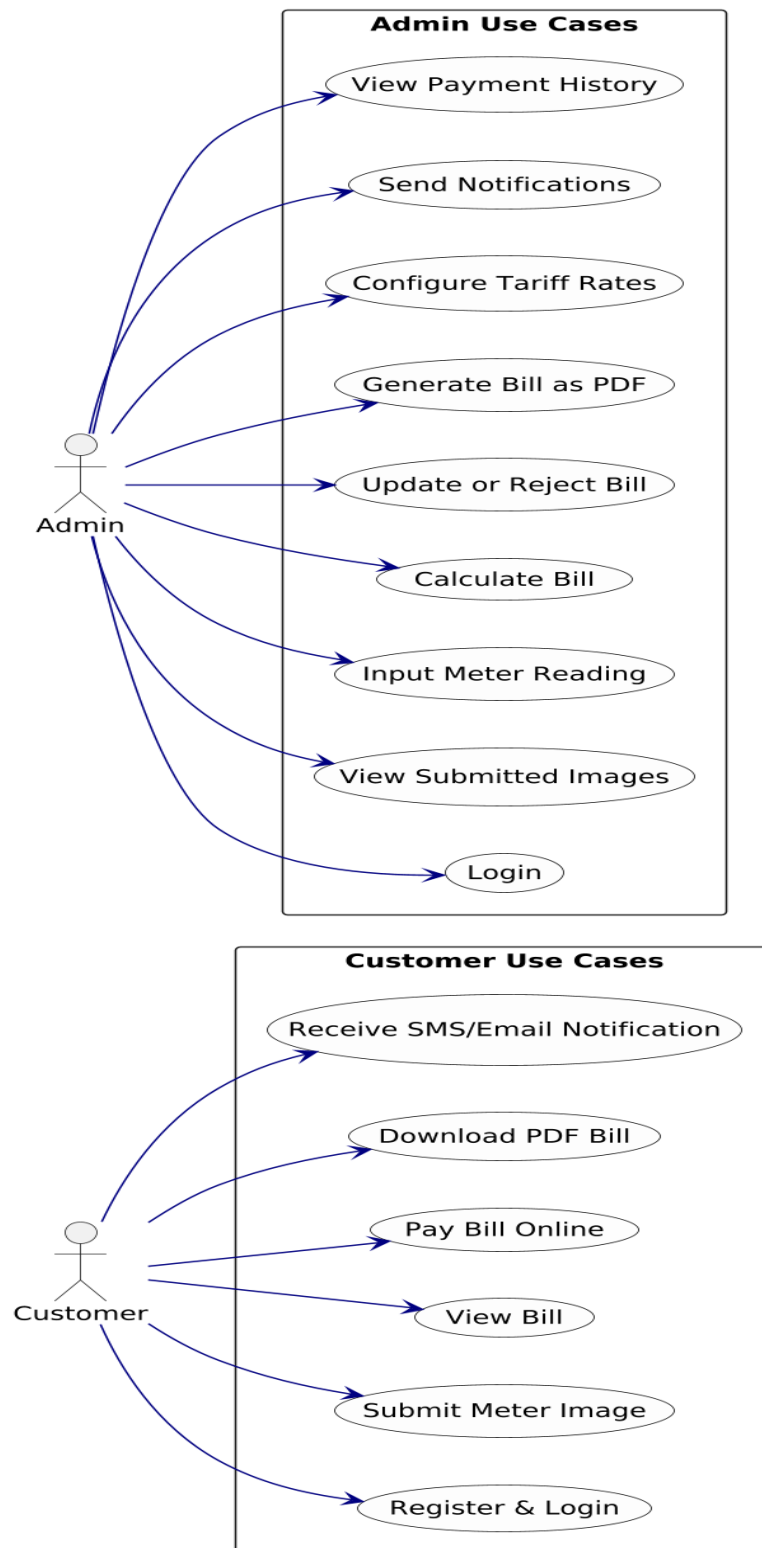 Admin Use Cases
View Payment History
Send Notifications
Configure Tariff Rates
Generate Bill as PDF
Update or Reject Bill
Admin
Calculate Bill
Input Meter Reading
View Submitted Images
Login
Customer Use Cases
Receive SMS/Email Notification
Download PDF Bill
Pay Bill Online
Customer
View Bill
Submit Meter Image
Register & Login